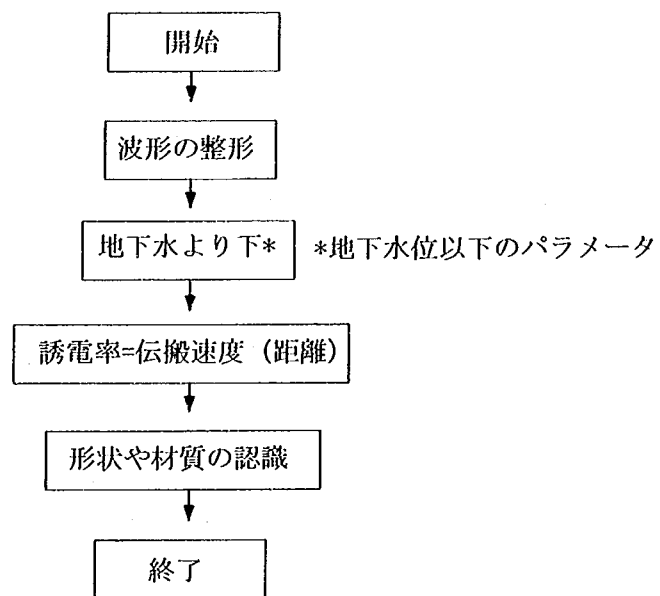 開始
波形の整形
地下水より下* *地下水位以下のパラメータ
誘電率=伝搬速度(距離)
形状や材質の認識
終了